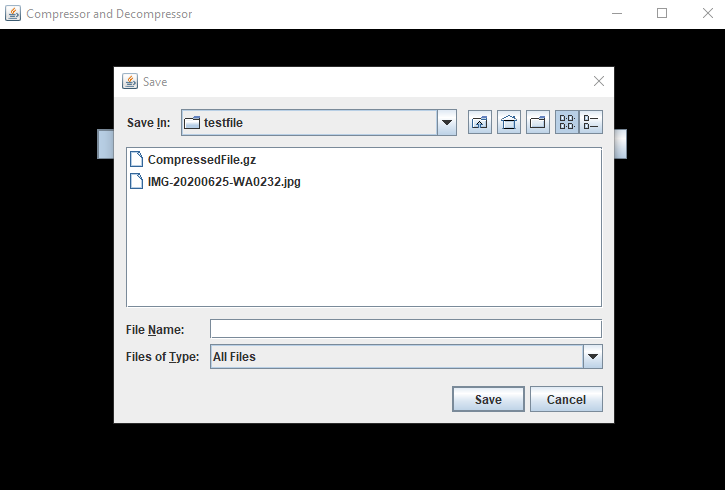 Compressor and Decompressor
Save
Save In: testfile
CompressedFile.gz
IMG-20200625-WA0232.jpg
File Name:
Files of Type: All Files
Save Cancel